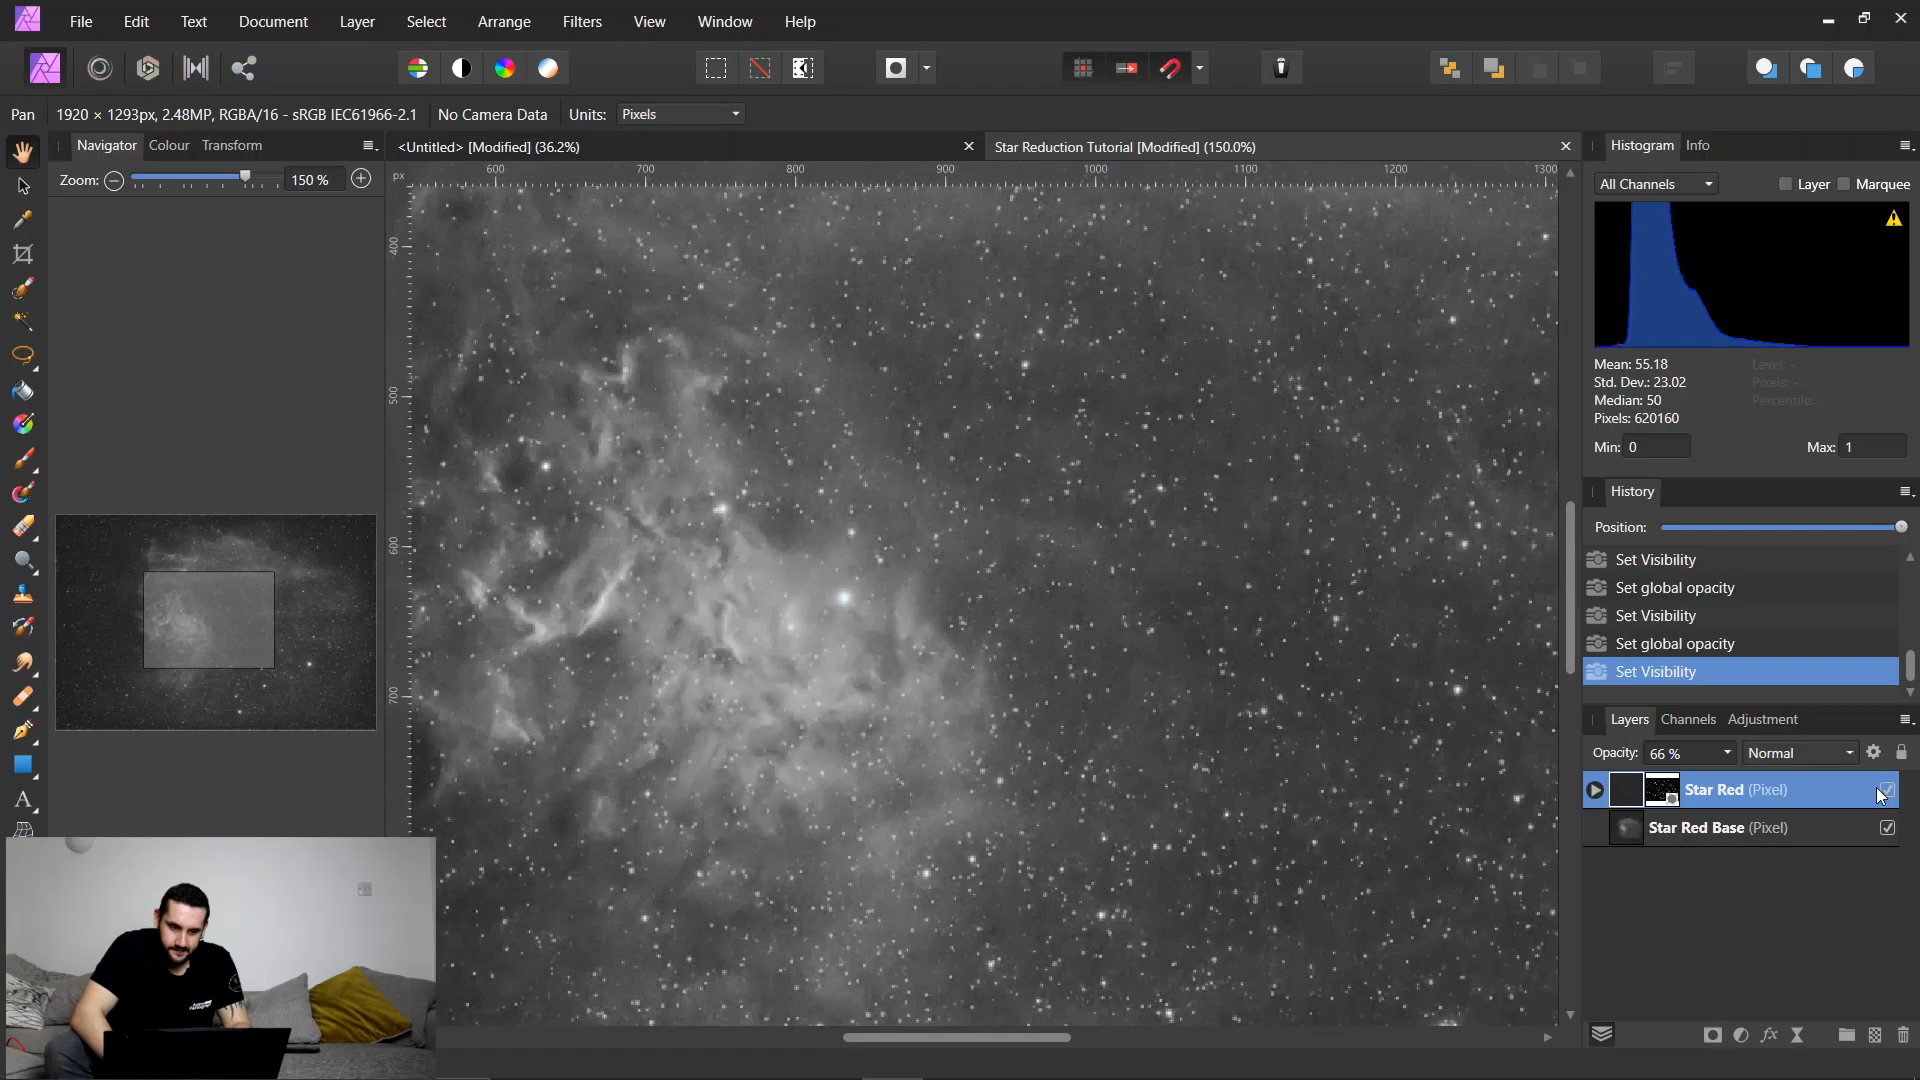 File Edit Text Document Layer Select Arrange Filters View Window Help
Pan 1920 × 1293px, 2.48MP, RGBA/16 - sRGB IEC61966-2.1 No Camera Data Units: Pixels
Navigator Colour Transform
Zoom: 150 %
<Untitled> [Modified] (36.2%)
Star Reduction Tutorial [Modified] (150.0%)
px 600 700 800 900 1000 1100 1200 1300
400
500
600
700
Histogram Info
All Channels Layer Marquee
Mean: 55.18 Level: -
Std. Dev.: 23.02 Pixels: -
Median: 50 Percentile: -
Pixels: 620160
Min: 0 Max: 1
History
Position:
Set Visibility
Set global opacity
Set Visibility
Set global opacity
Set Visibility
Layers Channels Adjustment
Opacity: 66 % Normal
Star Red (Pixel)
Star Red Base (Pixel)